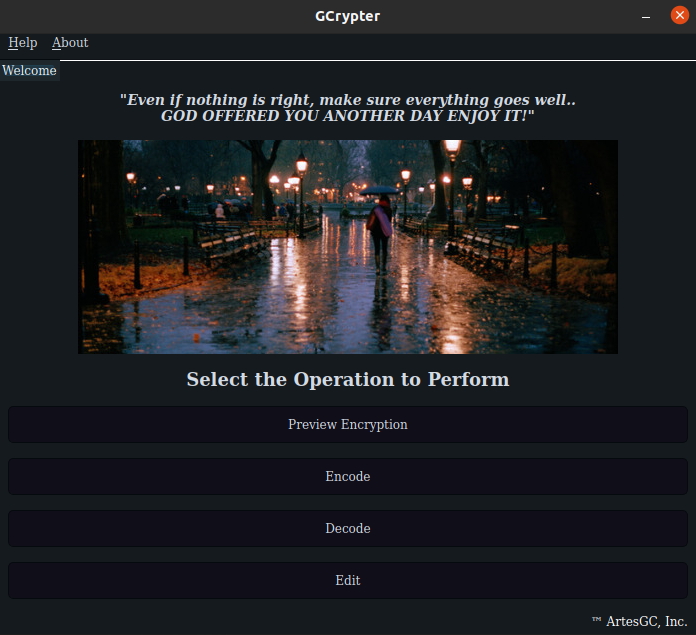 GCrypter
Help About
Welcome
"Even if nothing is right, make sure everything goes well..
GOD OFFERED YOU ANOTHER DAY ENJOY IT!"
Select the Operation to Perform
Preview Encryption
Encode
Decode
Edit
™ ArtesGC, Inc.